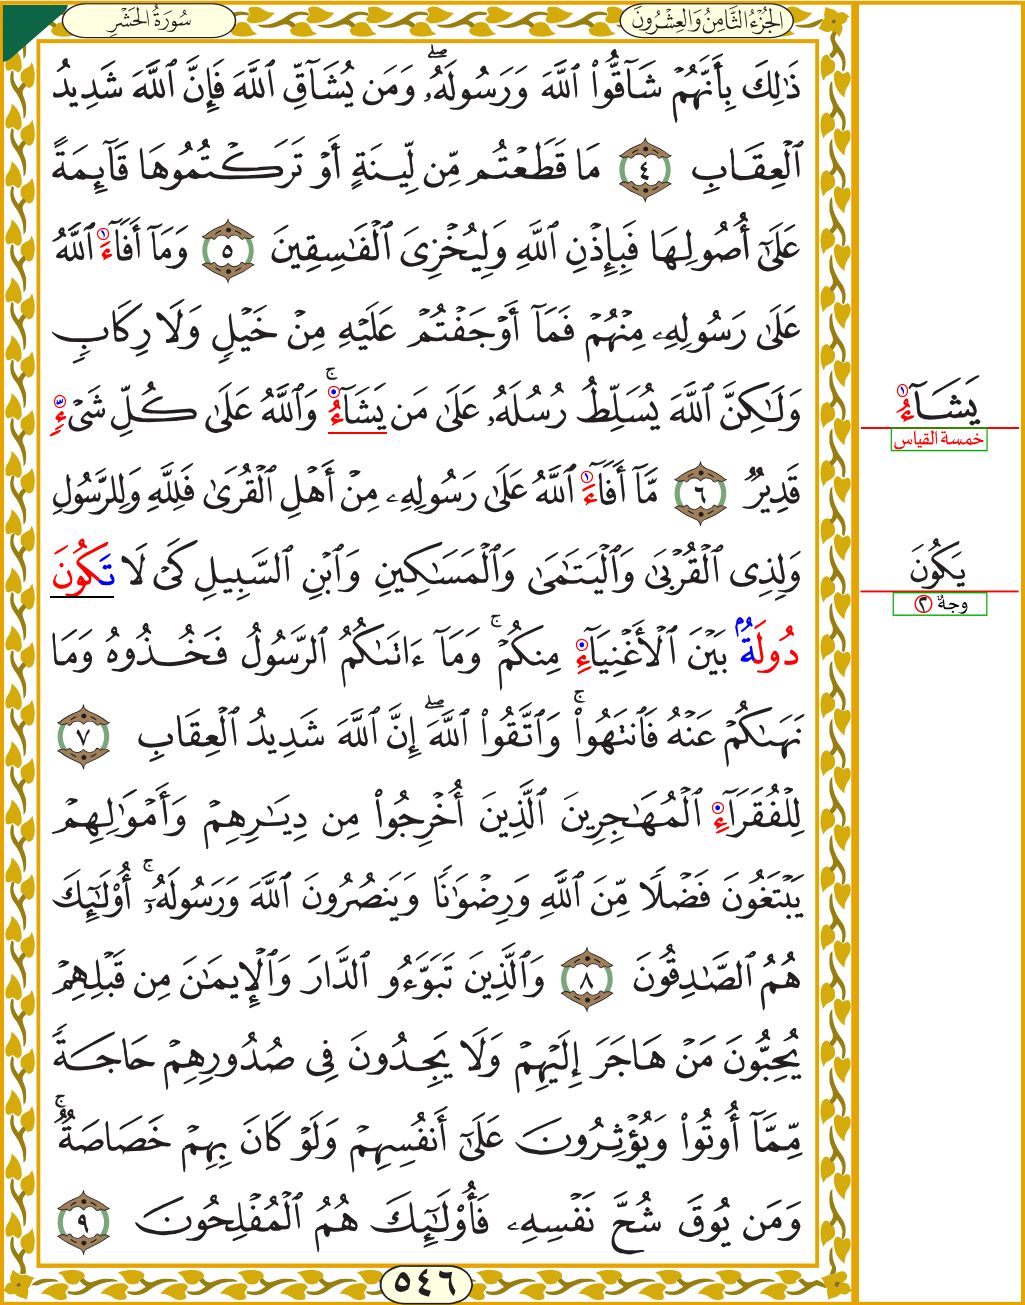 سُورَةُ الحَشْرِ
الجُزْءُ الثَّامِنُ وَالعِشْرُونَ
ذَٰلِكَ بِأَنَّهُمْ شَآقُّوا۟ ٱللَّهَ وَرَسُولَهُۥ ۖ وَمَن يُشَآقِّ ٱللَّهَ فَإِنَّ ٱللَّهَ شَدِيدُ
ٱلْعِقَابِ ٤ مَا قَطَعْتُم مِّن لِّينَةٍ أَوْ تَرَكْتُمُوهَا قَآئِمَةً
عَلَىٰٓ أُصُولِهَا فَبِإِذْنِ ٱللَّهِ وَلِيُخْزِىَ ٱلْفَـٰسِقِينَ ٥ وَمَآ أَفَآءَ ٱللَّهُ
عَلَىٰ رَسُولِهِۦ مِنْهُمْ فَمَآ أَوْجَفْتُمْ عَلَيْهِ مِنْ خَيْلٍ وَلَا رِكَابٍ
وَلَـٰكِنَّ ٱللَّهَ يُسَلِّطُ رُسُلَهُۥ عَلَىٰ مَن يَشَآءُ ۚ وَٱللَّهُ عَلَىٰ كُلِّ شَىْءٍ
قَدِيرٌ ٦ مَّآ أَفَآءَ ٱللَّهُ عَلَىٰ رَسُولِهِۦ مِنْ أَهْلِ ٱلْقُرَىٰ فَلِلَّهِ وَلِلرَّسُولِ
وَلِذِى ٱلْقُرْبَىٰ وَٱلْيَتَـٰمَىٰ وَٱلْمَسَـٰكِينِ وَٱبْنِ ٱلسَّبِيلِ كَىْ لَا تَكُونَ
دُولَةٌۢ بَيْنَ ٱلْأَغْنِيَآءِ مِنكُمْ ۚ وَمَآ ءَاتَىٰكُمُ ٱلرَّسُولُ فَخُذُوهُ وَمَا
نَهَىٰكُمْ عَنْهُ فَٱنتَهُوا۟ ۚ وَٱتَّقُوا۟ ٱللَّهَ ۖ إِنَّ ٱللَّهَ شَدِيدُ ٱلْعِقَابِ ٧
لِلْفُقَرَآءِ ٱلْمُهَـٰجِرِينَ ٱلَّذِينَ أُخْرِجُوا۟ مِن دِيَـٰرِهِمْ وَأَمْوَٰلِهِمْ
يَبْتَغُونَ فَضْلًا مِّنَ ٱللَّهِ وَرِضْوَٰنًا وَيَنصُرُونَ ٱللَّهَ وَرَسُولَهُۥٓ ۚ أُو۟لَـٰٓئِكَ
هُمُ ٱلصَّـٰدِقُونَ ٨ وَٱلَّذِينَ تَبَوَّءُو ٱلدَّارَ وَٱلْإِيمَـٰنَ مِن قَبْلِهِمْ
يُحِبُّونَ مَنْ هَاجَرَ إِلَيْهِمْ وَلَا يَجِدُونَ فِى صُدُورِهِمْ حَاجَةً
مِّمَّآ أُوتُوا۟ وَيُؤْثِرُونَ عَلَىٰٓ أَنفُسِهِمْ وَلَوْ كَانَ بِهِمْ خَصَاصَةٌ ۚ
وَمَن يُوقَ شُحَّ نَفْسِهِۦ فَأُو۟لَـٰٓئِكَ هُمُ ٱلْمُفْلِحُونَ ٩
٥٤٦
يَشَآءُ
خمسة القياس
يَكُونَ
وجهٌ ٢